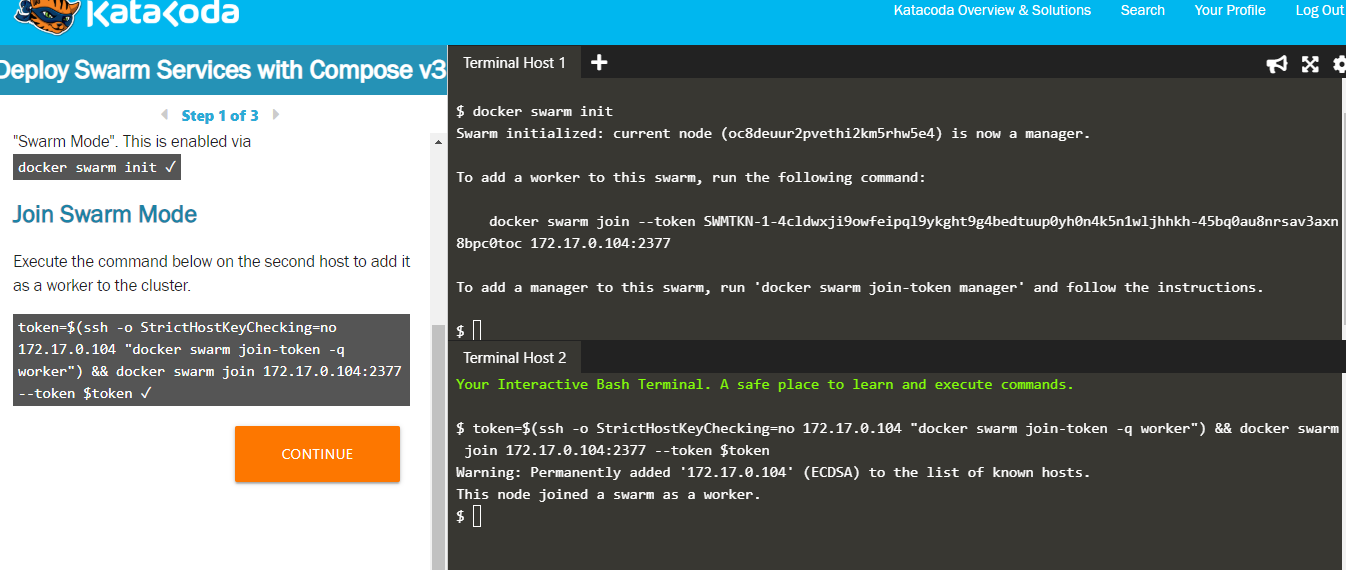 KataKoda
Katacoda Overview & Solutions Search Your Profile Log Out
Deploy Swarm Services with Compose v3
Step 1 of 3
"Swarm Mode". This is enabled via
docker swarm init ✓
Join Swarm Mode
Execute the command below on the second host to add it
as a worker to the cluster.
token=$(ssh -o StrictHostKeyChecking=no
172.17.0.104 "docker swarm join-token -q
worker") && docker swarm join 172.17.0.104:2377
--token $token ✓
CONTINUE
Terminal Host 1
$ docker swarm init
Swarm initialized: current node (oc8deuur2pvethi2km5rhw5e4) is now a manager.
To add a worker to this swarm, run the following command:
docker swarm join --token SWMTKN-1-4cldwxji9owfeipql9ykght9g4bedtuup0yh0n4k5n1wljhhkh-45bq0au8nrsav3axn
8bpc0toc 172.17.0.104:2377
To add a manager to this swarm, run 'docker swarm join-token manager' and follow the instructions.
$
Terminal Host 2
Your Interactive Bash Terminal. A safe place to learn and execute commands.
$ token=$(ssh -o StrictHostKeyChecking=no 172.17.0.104 "docker swarm join-token -q worker") && docker swarm
join 172.17.0.104:2377 --token $token
Warning: Permanently added '172.17.0.104' (ECDSA) to the list of known hosts.
This node joined a swarm as a worker.
$